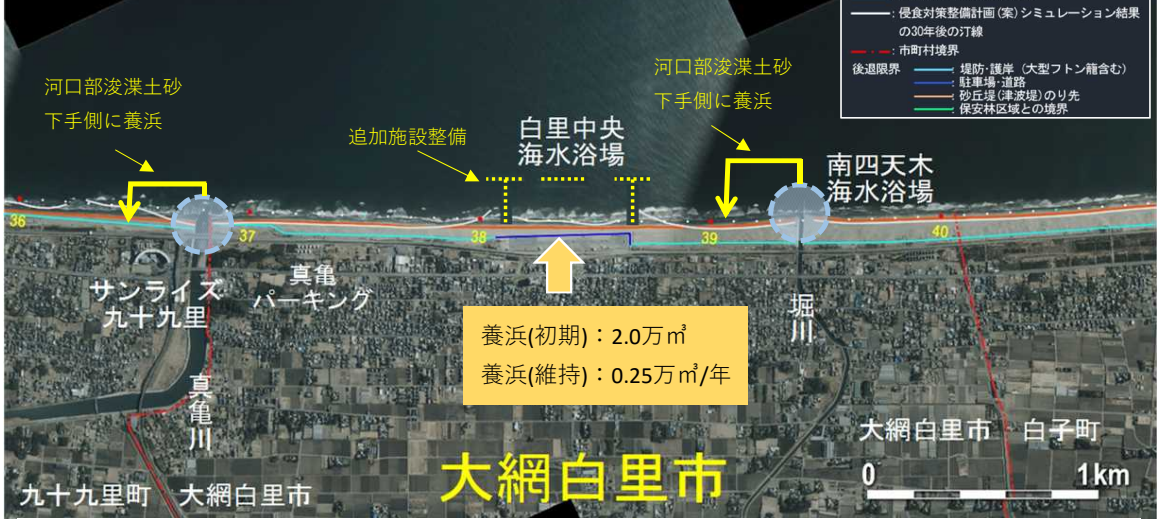 ：侵食対策整備計画(案)シミュレーション結果
の30年後の汀線
：市町村境界
後退限界
：堤防・護岸（大型フトン籠含む）
：駐車場・道路
：砂丘堤(津波堤)のり先
：保安林区域との境界
河口部浚渫土砂
下手側に養浜
追加施設整備
白里中央
海水浴場
河口部浚渫土砂
下手側に養浜
南四天木
海水浴場
36
37
38
39
40
サンライズ
九十九里
真亀
パーキング
養浜(初期)：2.0万㎥
養浜(維持)：0.25万㎥/年
堀川
真亀川
大網白里市
大網白里市
白子町
0
1km
九十九里町
大網白里市